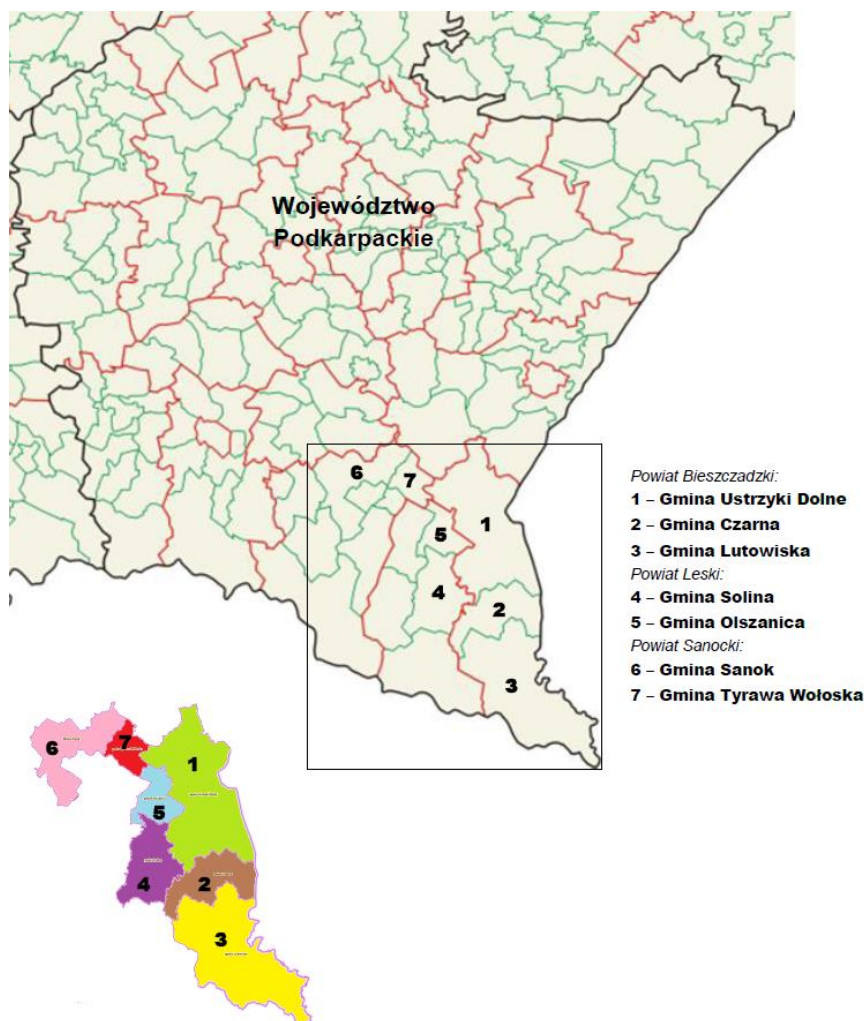 Województwo
Podkarpackie
6
7
1
5
4
2
3
Powiat Bieszczadzki:
1 – Gmina Ustrzyki Dolne
2 – Gmina Czarna
3 – Gmina Lutowiska
Powiat Leski:
4 – Gmina Solina
5 – Gmina Olszanica
Powiat Sanocki:
6 – Gmina Sanok
7 – Gmina Tyrawa Wołoska
6
7
1
5
4
2
3